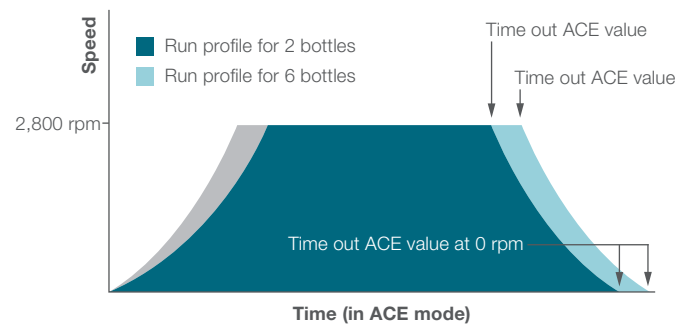 Speed
Time out ACE value
Run profile for 2 bottles
Run profile for 6 bottles
Time out ACE value
2,800 rpm
Time out ACE value at 0 rpm
Time (in ACE mode)